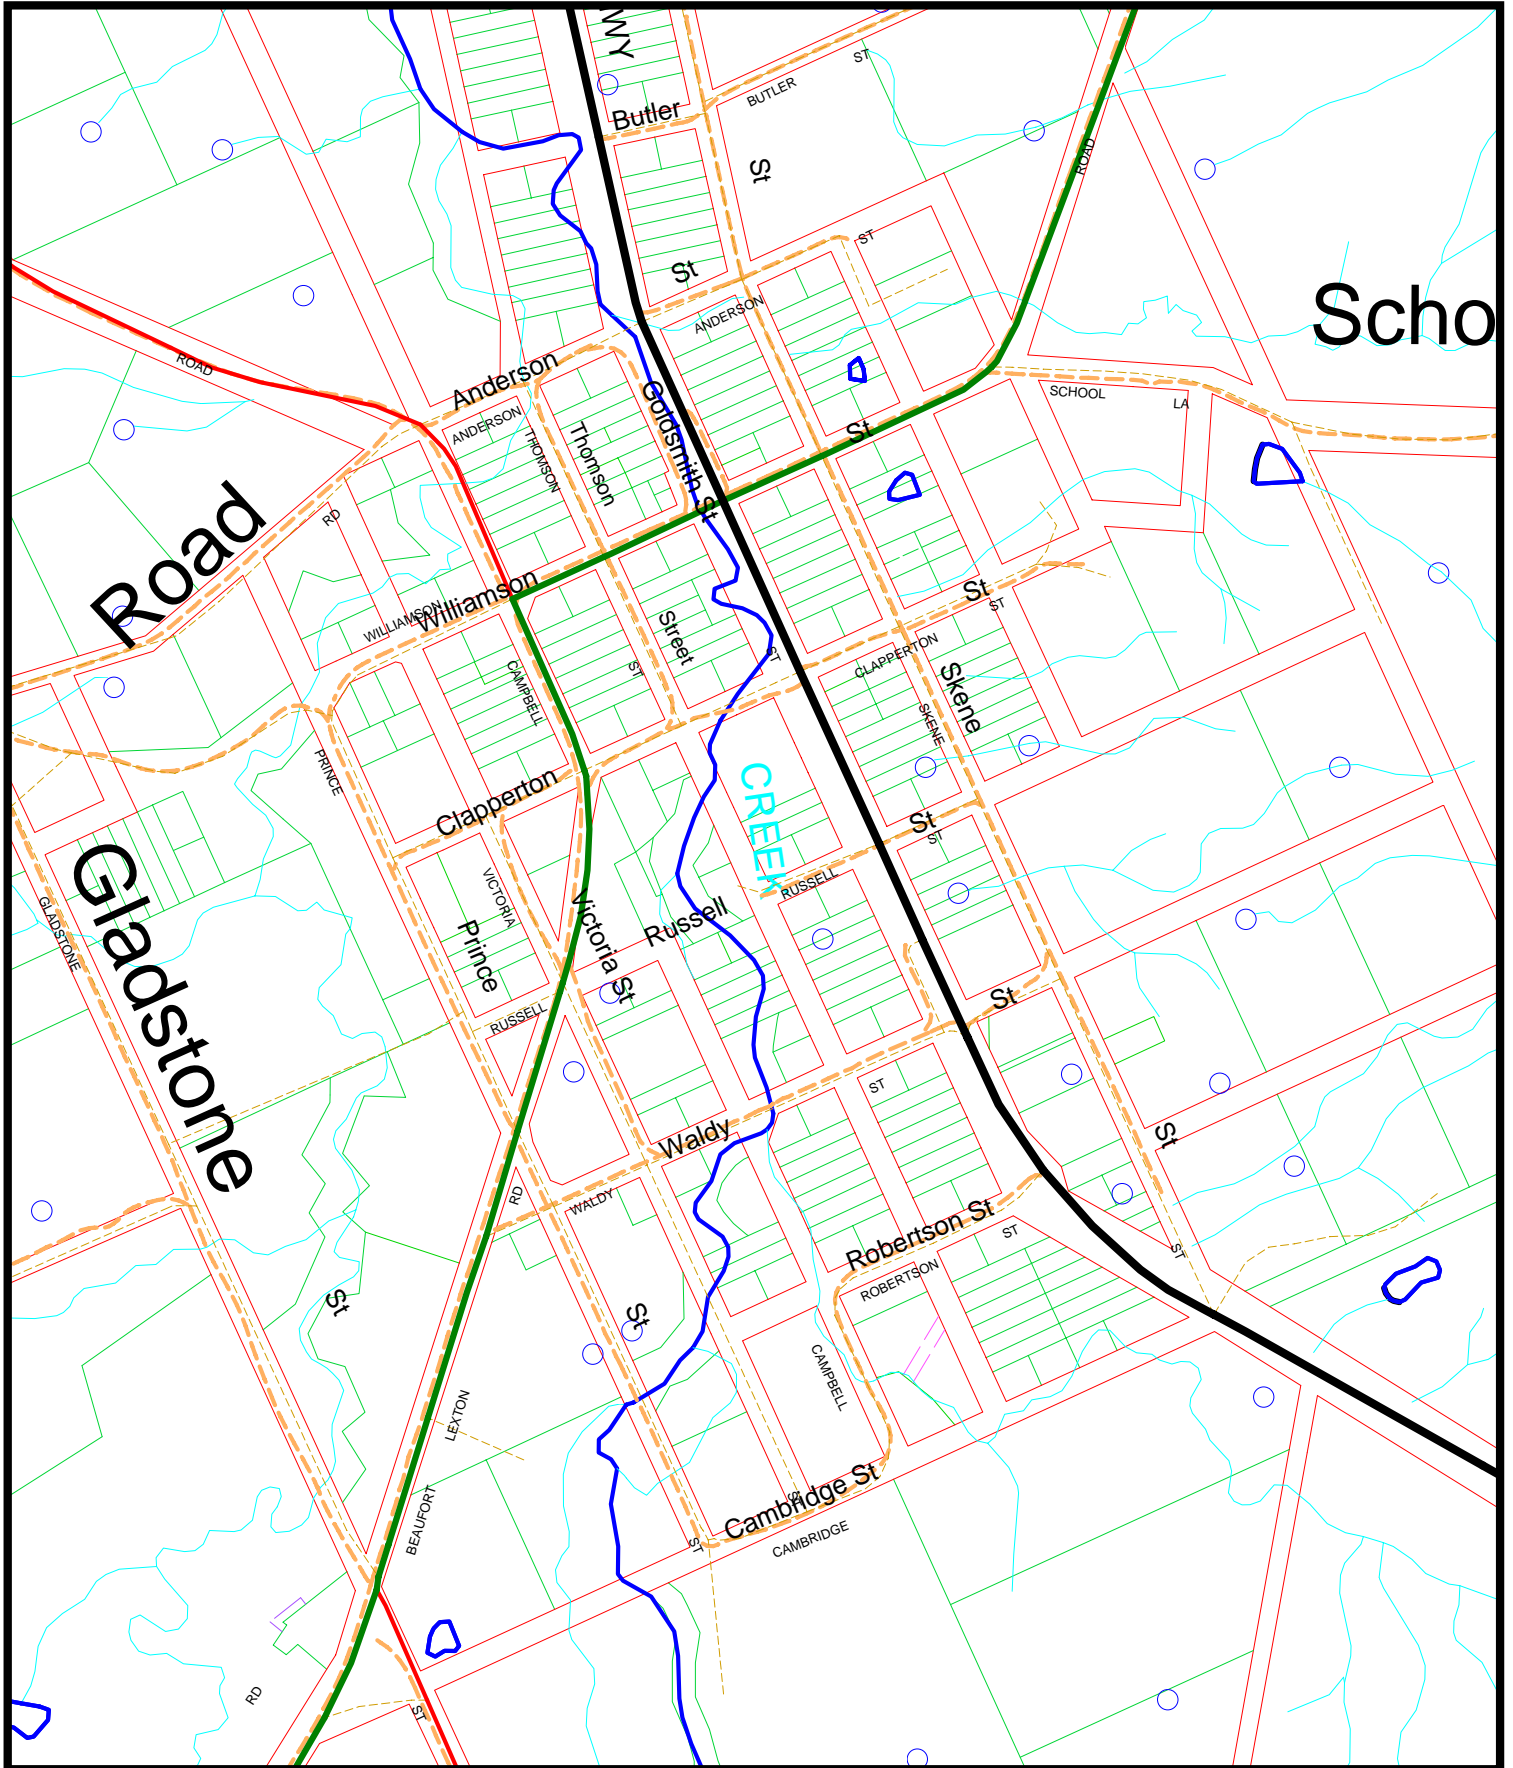 WY
ST
BUTLER
Butler
ROAD
St
ST
St
Scho
ANDERSON
ROAD
Anderson
SCHOOL
LA
Goldsmith St
ANDERSON
THOMSON
Thomson
St
Road
RD
Williamson
WILLIAMSON
St
ST
Street
CLAPPERTON
ST
ST
CAMPBELL
Skene
SKENE
PRINCE
CREEK
Clapperton
St
ST
Gladstone
GLADSTONE
VICTORIA
RUSSELL
Victoria St
Russell
Prince
St
RUSSELL
ST
Waldy
St
RD
WALDY
Robertson St
ST
ST
ROBERTSON
St
St
CAMPBELL
LEXTON
Cambridge St
ST
BEAUFORT
CAMBRIDGE
ST
RD
ST